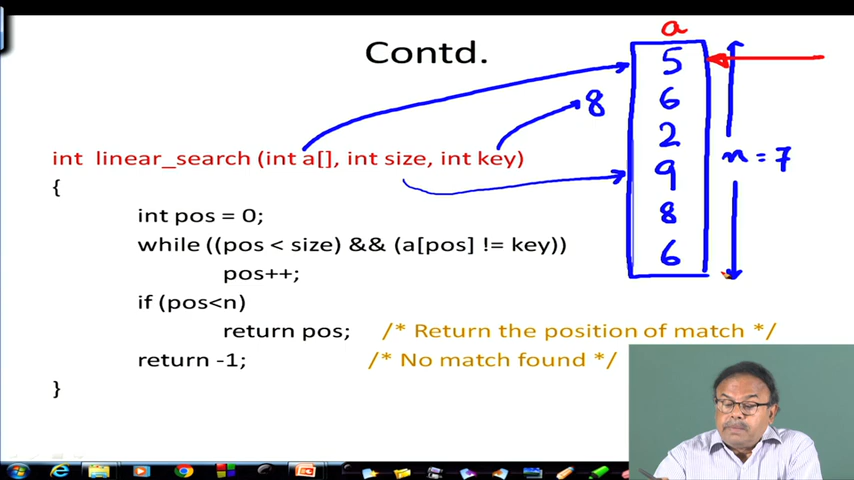 Contd.
a
5
6
2
9
8
6
8
n = 7
int linear_search (int a[], int size, int key)
{
int pos = 0;
while ((pos < size) && (a[pos] != key))
pos++;
if (pos<n)
return pos; /* Return the position of match */
return -1; /* No match found */
}